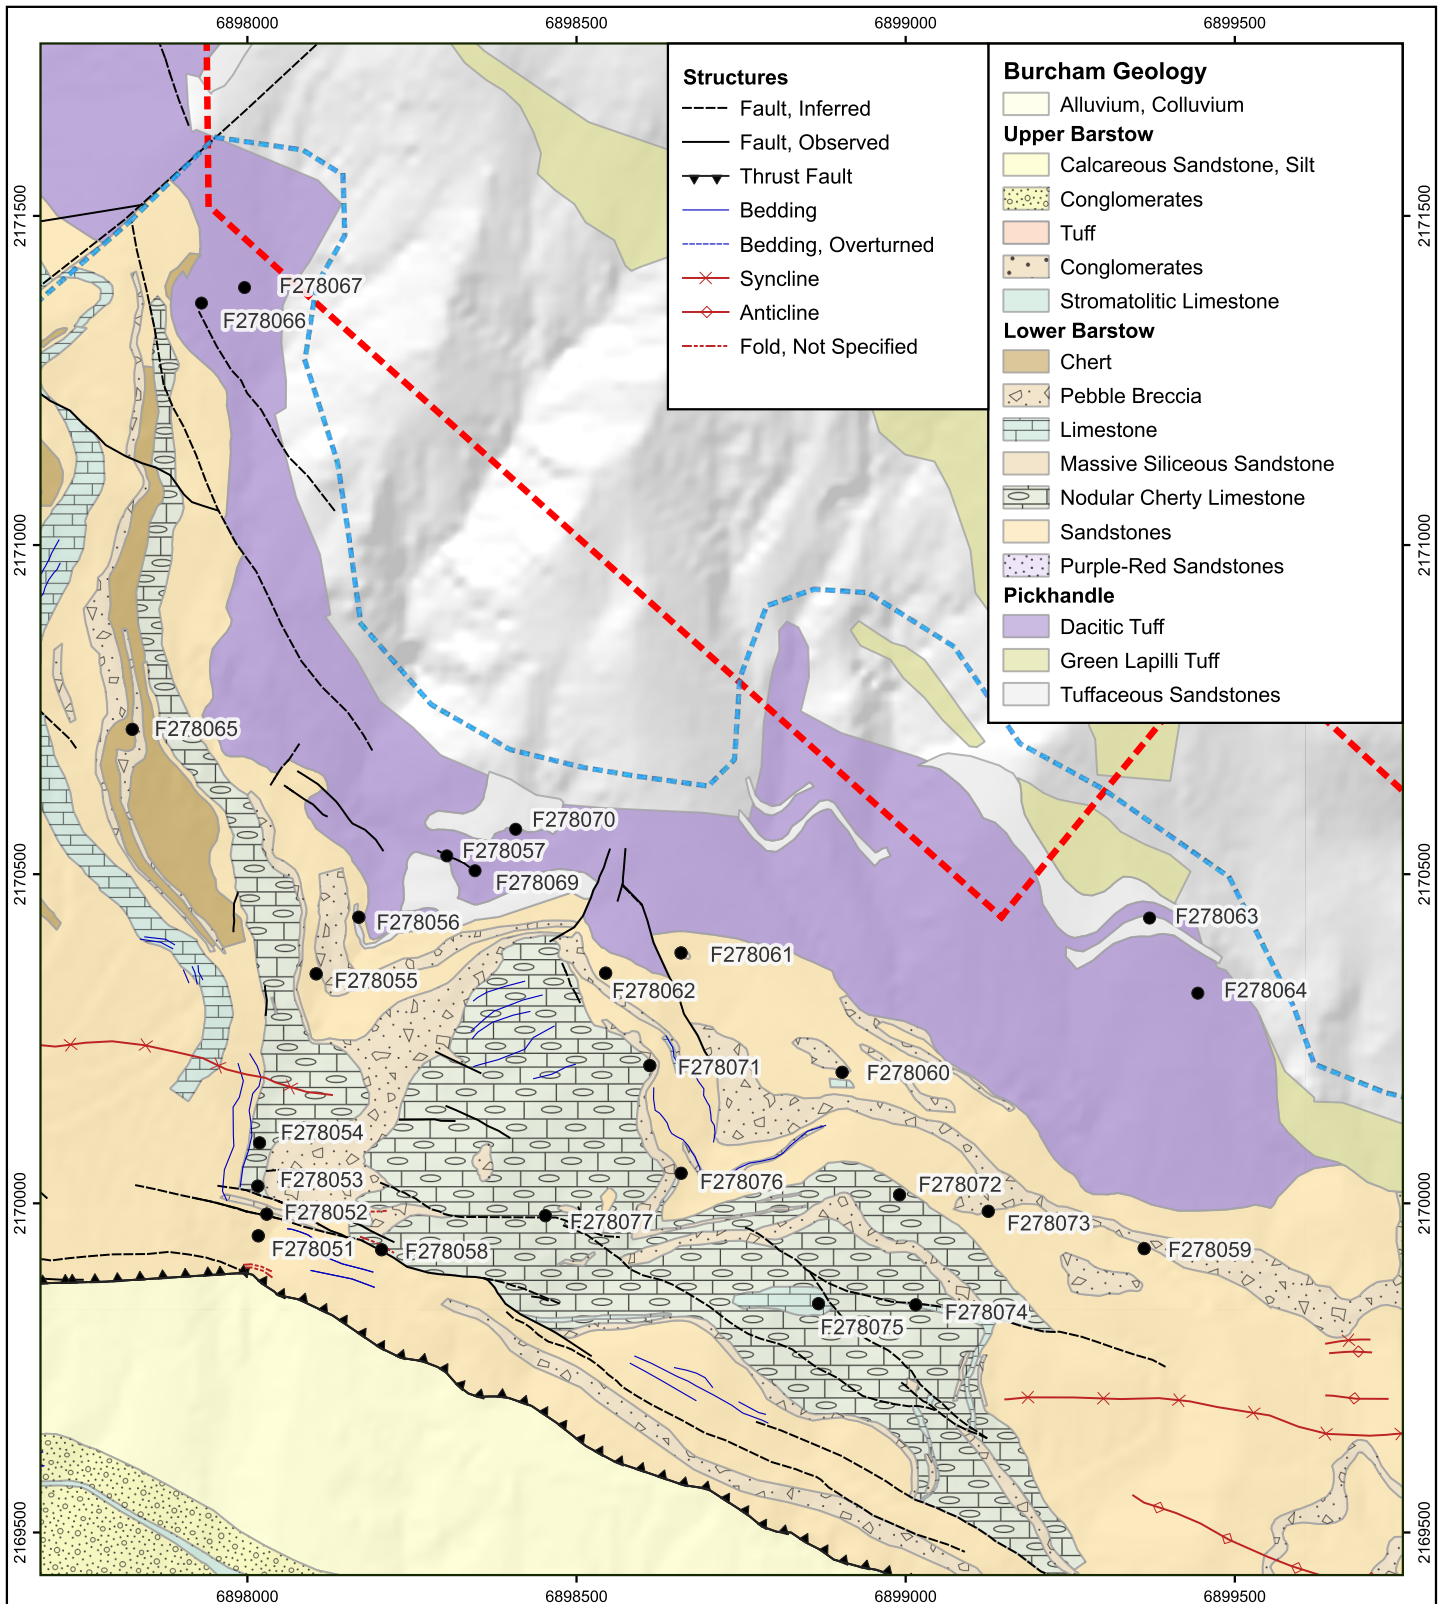 6898000 6898500 6899000 6899500
Structures
Fault, Inferred
Fault, Observed
Thrust Fault
Bedding
Bedding, Overturned
Syncline
Anticline
Fold, Not Specified
Burcham Geology
Alluvium, Colluvium
Upper Barstow
Calcareous Sandstone, Silt
Conglomerates
Tuff
Conglomerates
Stromatolitic Limestone
Lower Barstow
Chert
Pebble Breccia
Limestone
Massive Siliceous Sandstone
Nodular Cherty Limestone
Sandstones
Purple-Red Sandstones
Pickhandle
Dacitic Tuff
Green Lapilli Tuff
Tuffaceous Sandstones
2171500 2171500
F278067
F278066
2171000 2171000
F278065
F278070
F278057
F278069
2170500 2170500
F278056
F278063
F278061
F278055
F278062
F278064
F278071
F278060
F278054
F278053
F278076
F278072
2170000 2170000
F278052
F278077
F278073
F278051
F278058
F278059
F278074
F278075
2169500 2169500
6898000 6898500 6899000 6899500